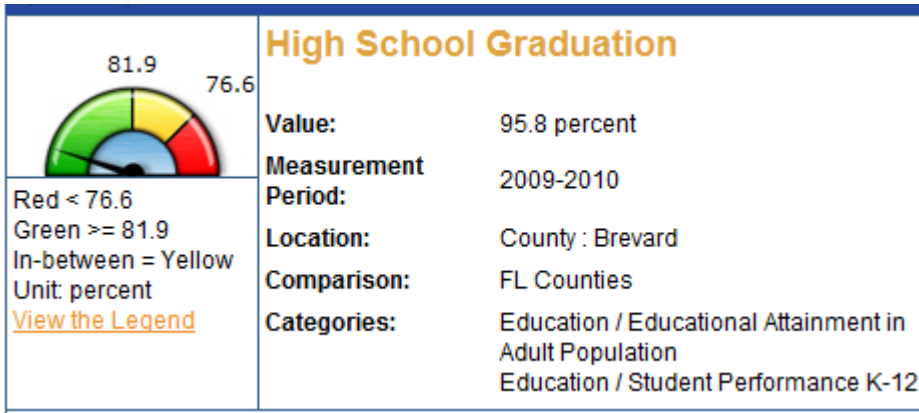 81.9
76.6
Red < 76.6
Green >= 81.9
In-between = Yellow
Unit: percent
View the Legend
High School Graduation
Value: 95.8 percent
Measurement
Period: 2009-2010
Location: County : Brevard
Comparison: FL Counties
Categories: Education / Educational Attainment in
Adult Population
Education / Student Performance K-12